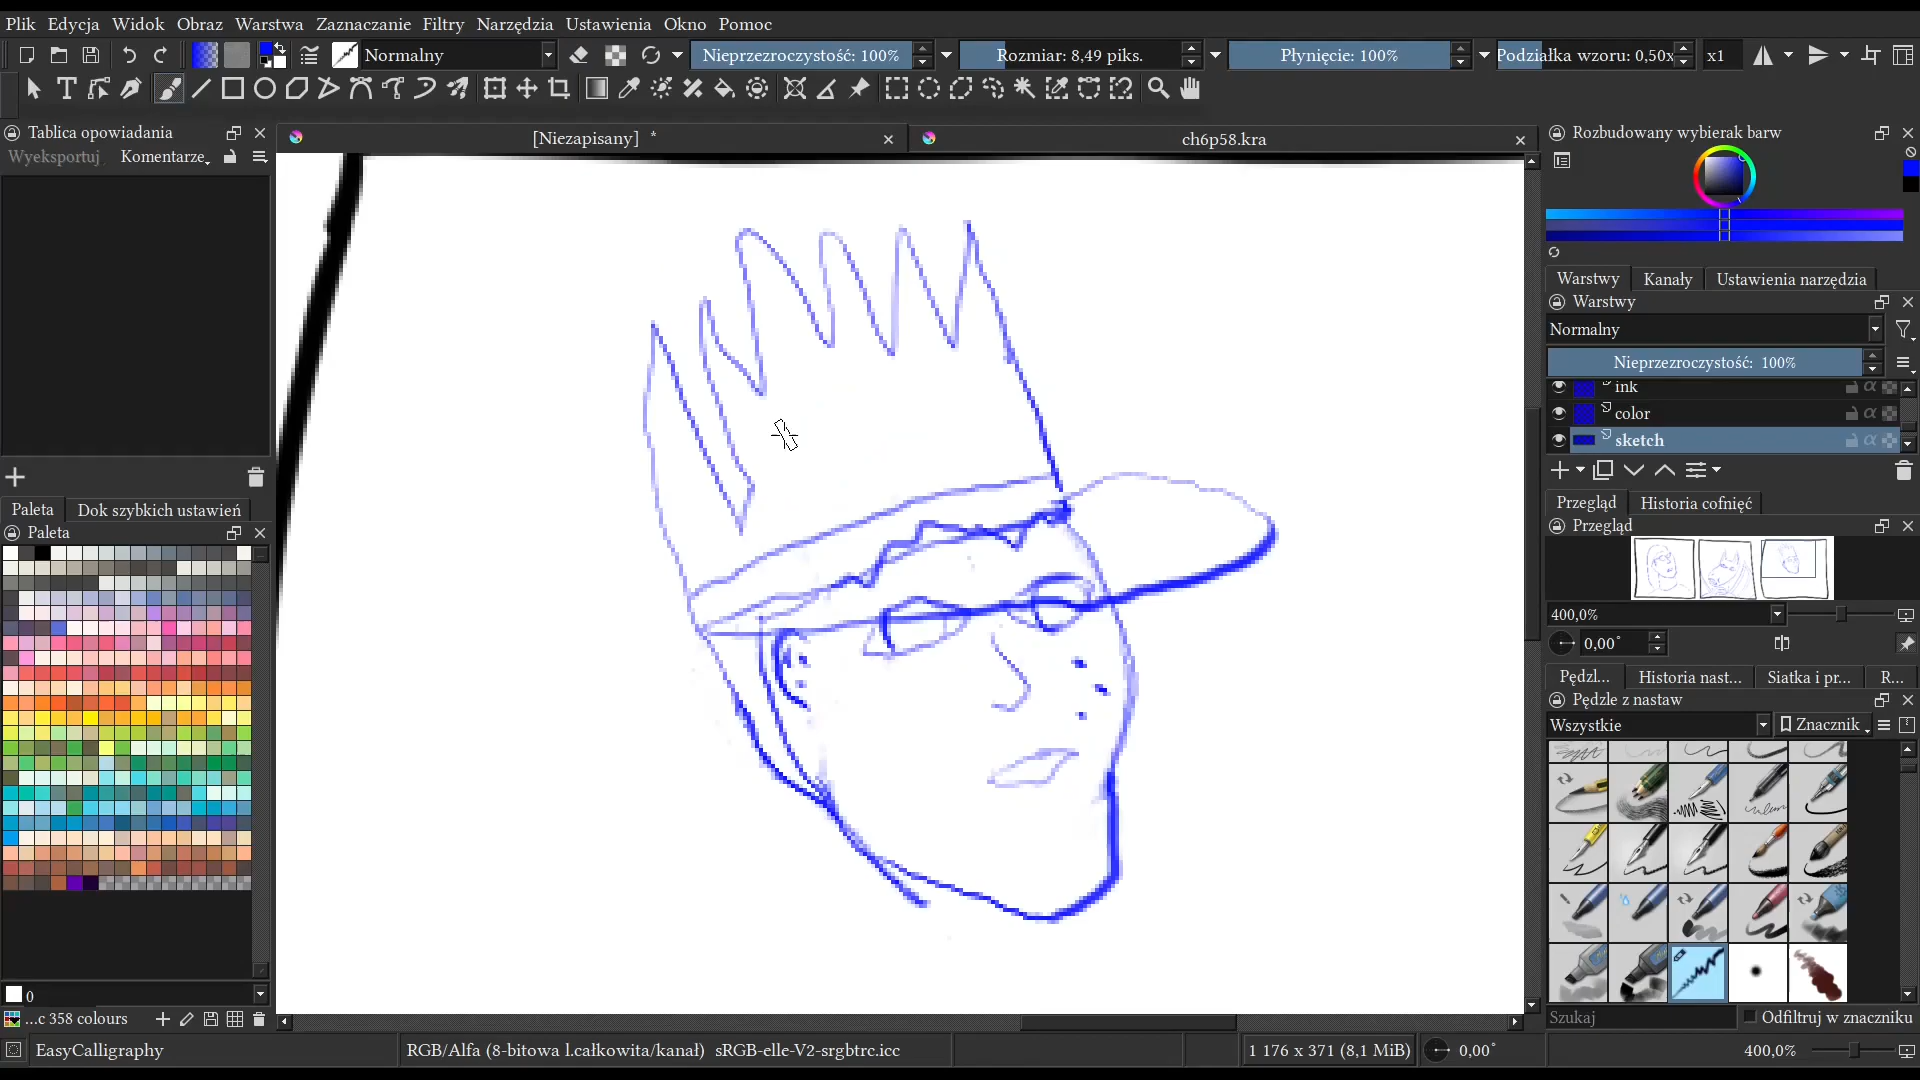 Plik Edycja Widok Obraz Warstwa Zaznaczanie Filtry Narzędzia Ustawienia Okno Pomoc
Normalny Nieprzezroczystość: 100% Rozmiar: 8,49 piks. Płynięcie: 100% Podziałka wzoru: 0,50x x1
Tablica opowiadania
Wyeksportuj Komentarze
[Niezapisany] * ch6p58.kra
Rozbudowany wybierak barw
Warstwy Kanały Ustawienia narzędzia
Warstwy
Normalny
Nieprzezroczystość: 100%
ink
color
sketch
Przegląd Historia cofnięć
Przegląd
400,0%
0,00°
Paleta Dok szybkich ustawień
Paleta
Pędzl... Historia nast... Siatka i pr... R...
Pędzle z nastaw
Wszystkie Znacznik
0
...c 358 colours
Szukaj Odfiltruj w znaczniku
EasyCalligraphy RGB/Alfa (8-bitowa l.całkowita/kanał) sRGB-elle-V2-srgbtrc.icc 1 176 x 371 (8,1 MiB) 0,00° 400,0%